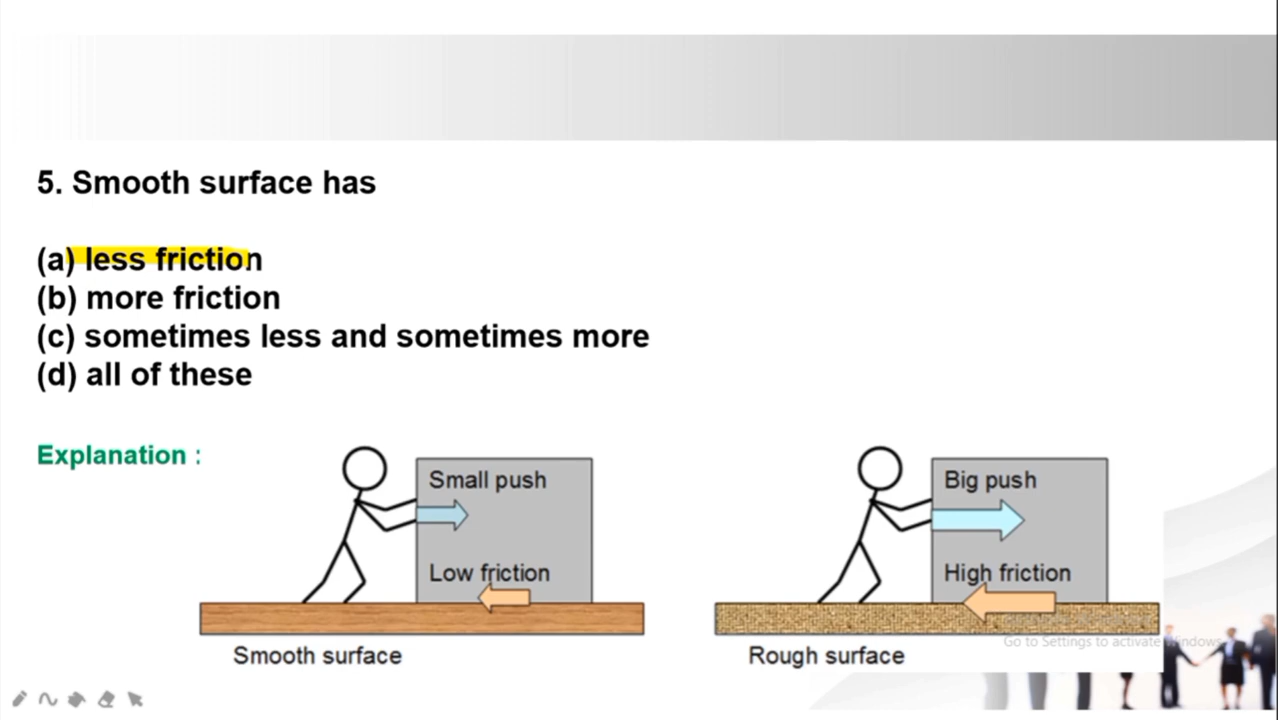 5. Smooth surface has
(a) less friction
(b) more friction
(c) sometimes less and sometimes more
(d) all of these
Explanation :
Small push
Low friction
Smooth surface
Big push
High friction
Rough surface
Go to Settings to activate Windows.